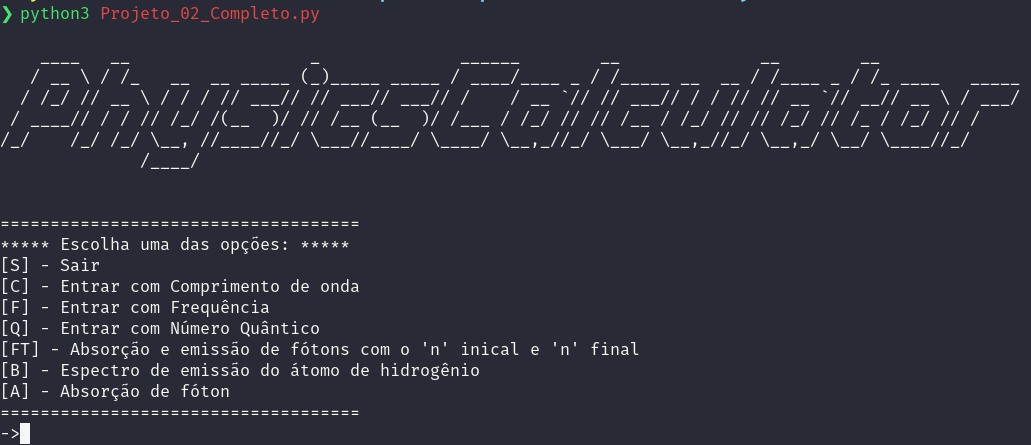 ❯ python3 Projeto_02_Completo.py
PhysicsCalculator
==================================== 
***** Escolha uma das opções: *****
[S] - Sair
[C] - Entrar com Comprimento de onda
[F] - Entrar com Frequência
[Q] - Entrar com Número Quântico
[FT] - Absorção e emissão de fótons com o 'n' inical e 'n' final
[B] - Espectro de emissão do átomo de hidrogênio
[A] - Absorção de fóton
====================================
->